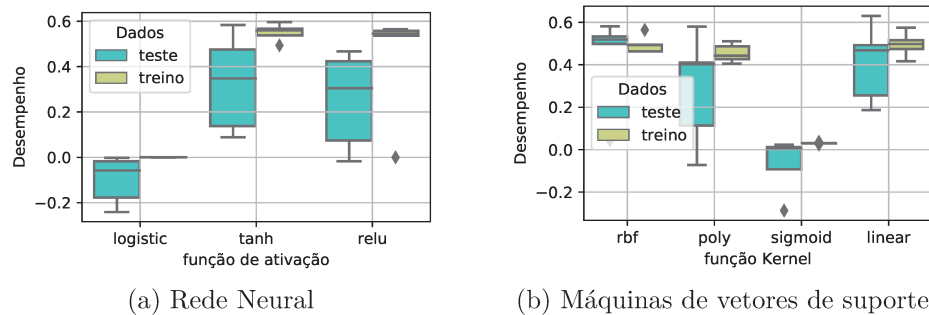 Desempenho
0.6
0.4
0.2
0.0
−0.2
Dados
teste
treino
logistic
tanh
relu
função de ativação
(a) Rede Neural
Desempenho
0.6
0.4
0.2
0.0
−0.2
Dados
teste
treino
rbf
poly
sigmoid
linear
função Kernel
(b) Máquinas de vetores de suporte